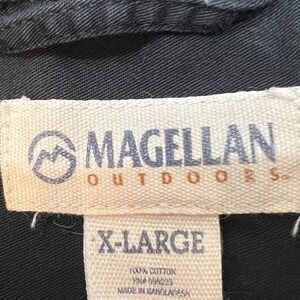 MAGELLAN
OUTDOORS
X-LARGE
100% COTTON
MADE IN BANGLADESH